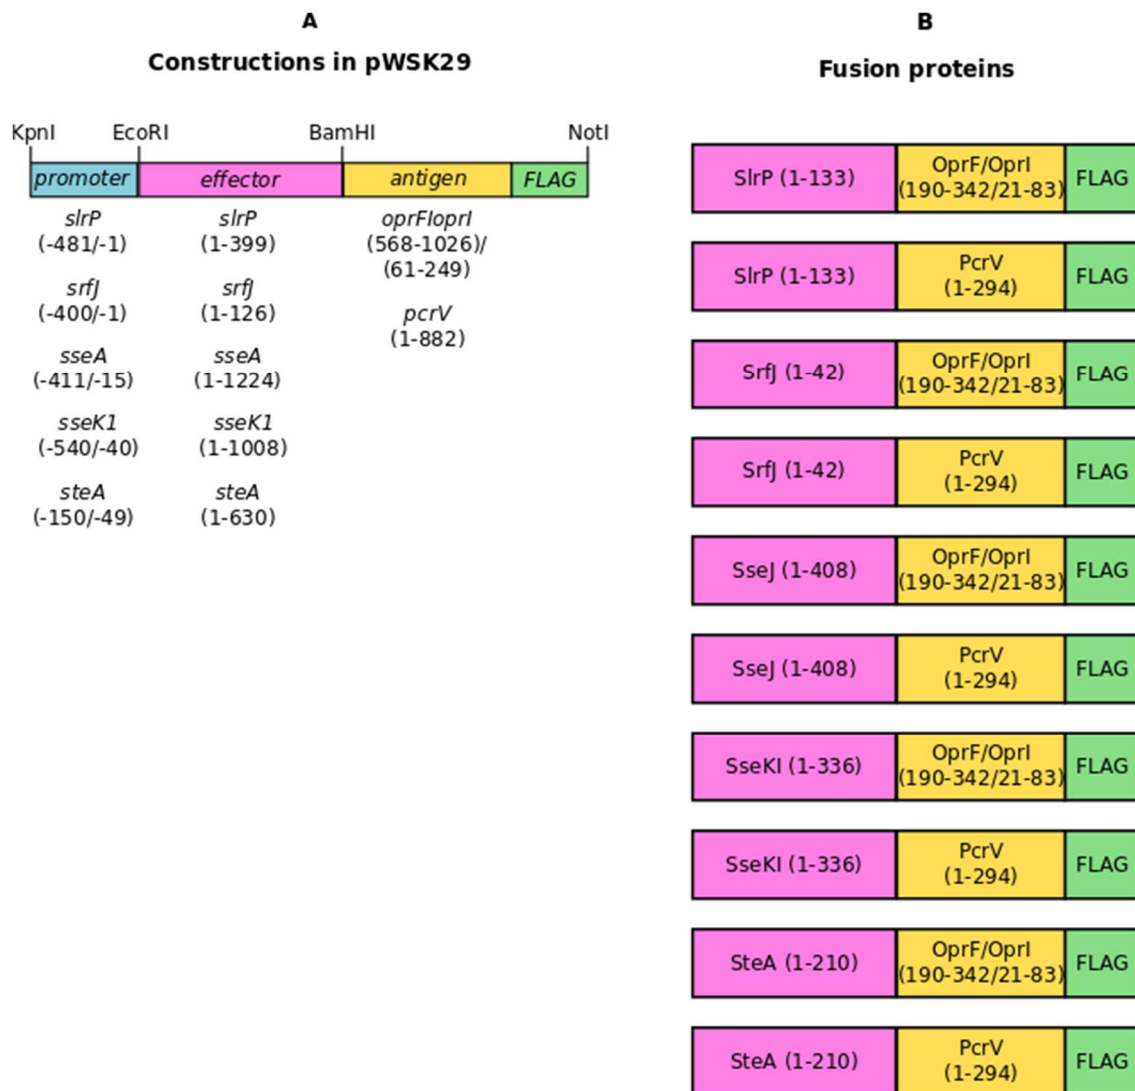 A
Constructions in pWSK29
KpnI EcoRI BamHI NotI
promoter effector antigen FLAG
slrP slrP oprFIoprI
(-481/-1) (1-399) (568-1026)/
(61-249)
srfJ srfJ pcrV
(-400/-1) (1-126) (1-882)
sseA sseA
(-411/-15) (1-1224)
sseK1 sseK1
(-540/-40) (1-1008)
steA steA
(-150/-49) (1-630)
B
Fusion proteins
SlrP (1-133) OprF/OprI FLAG
(190-342/21-83)
SlrP (1-133) PcrV FLAG
(1-294)
SrfJ (1-42) OprF/OprI FLAG
(190-342/21-83)
SrfJ (1-42) PcrV FLAG
(1-294)
SseJ (1-408) OprF/OprI FLAG
(190-342/21-83)
SseJ (1-408) PcrV FLAG
(1-294)
SseKI (1-336) OprF/OprI FLAG
(190-342/21-83)
SseKI (1-336) PcrV FLAG
(1-294)
SteA (1-210) OprF/OprI FLAG
(190-342/21-83)
SteA (1-210) PcrV FLAG
(1-294)